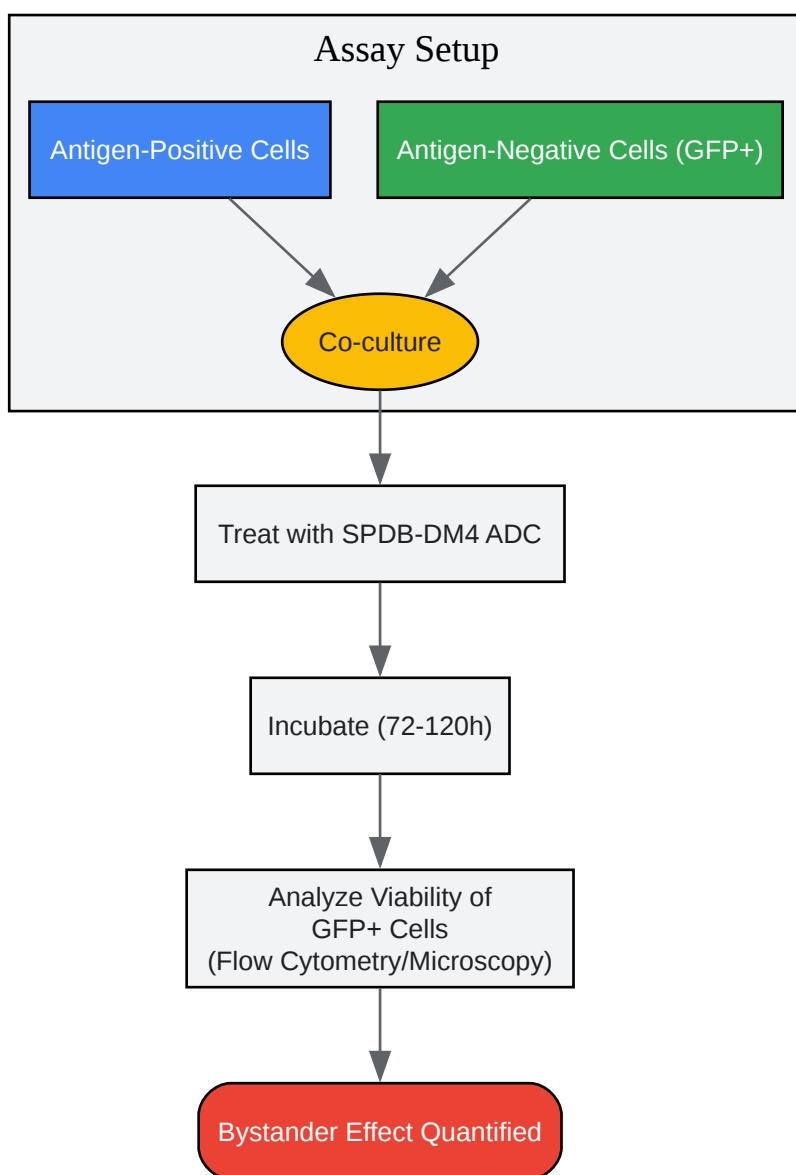 Assay Setup
Antigen-Positive Cells
Antigen-Negative Cells (GFP+)
Co-culture
Treat with SPDB-DM4 ADC
Incubate (72-120h)
Analyze Viability of
GFP+ Cells
(Flow Cytometry/Microscopy)
Bystander Effect Quantified